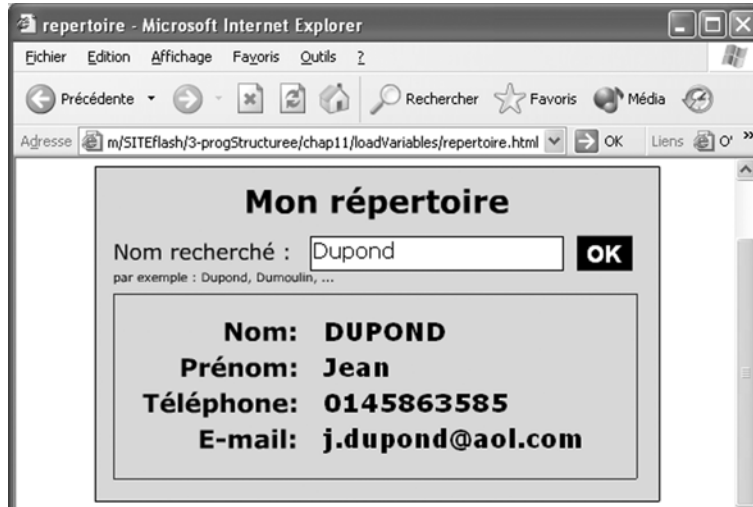 repertoire - Microsoft Internet Explorer
Fichier Edition Affichage Favoris Outils ?
Précédente Rechercher Favoris Média
Adresse m/SITEflash/3-progStructuree/chap11/loadVariables/repertoire.html OK Liens O' »
Mon répertoire
Nom recherché : Dupond OK
par exemple : Dupond, Dumoulin, ...
Nom: DUPOND
Prénom: Jean
Téléphone: 0145863585
E-mail: j.dupond@aol.com